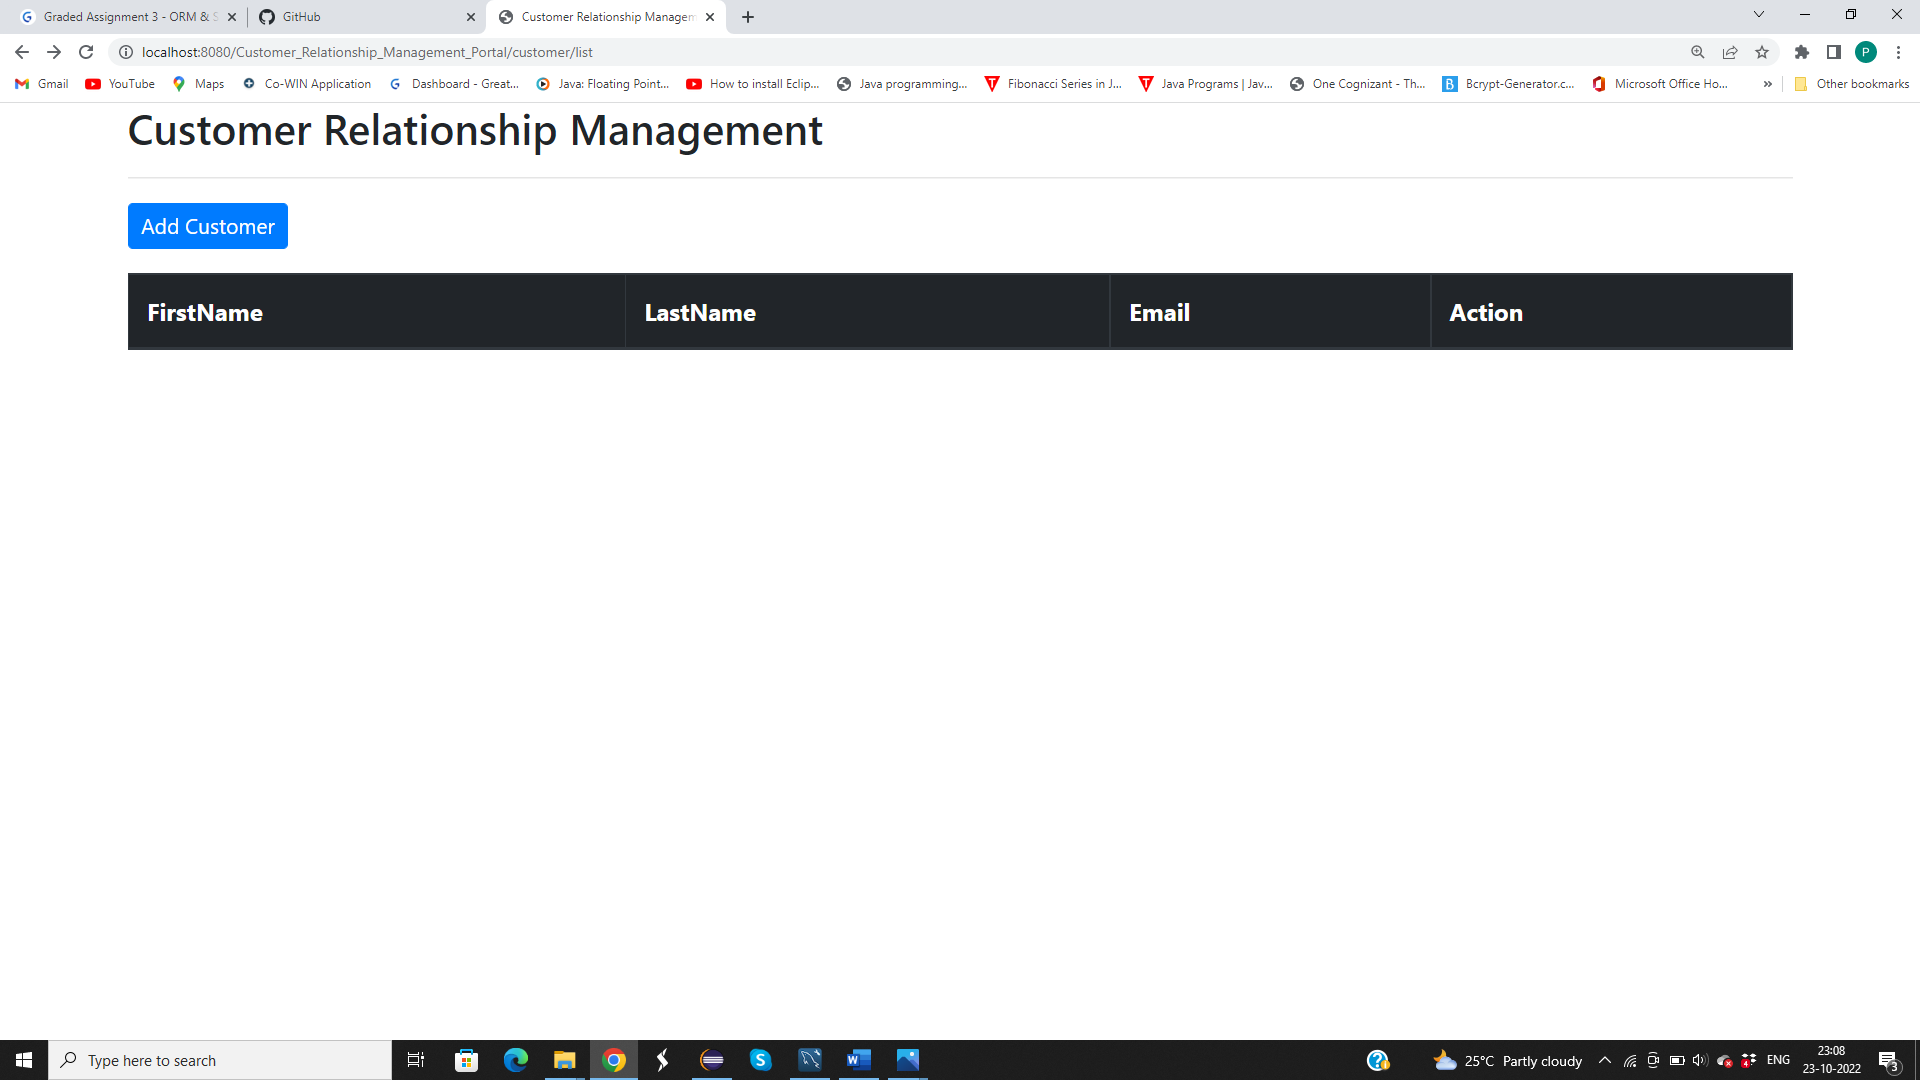 Graded Assignment 3 - ORM & S
GitHub
Customer Relationship Managem
localhost:8080/Customer_Relationship_Management_Portal/customer/list
P
Gmail
YouTube
Maps
Co-WIN Application
Dashboard - Great...
Java: Floating Point...
How to install Eclip...
Java programming...
Fibonacci Series in J...
Java Programs | Jav...
One Cognizant - Th...
Bcrypt-Generator.c...
Microsoft Office Ho...
»
Other bookmarks
Customer Relationship Management
Add Customer
FirstName LastName Email Action
Type here to search
25°C Partly cloudy
ENG
23:08
23-10-2022
3